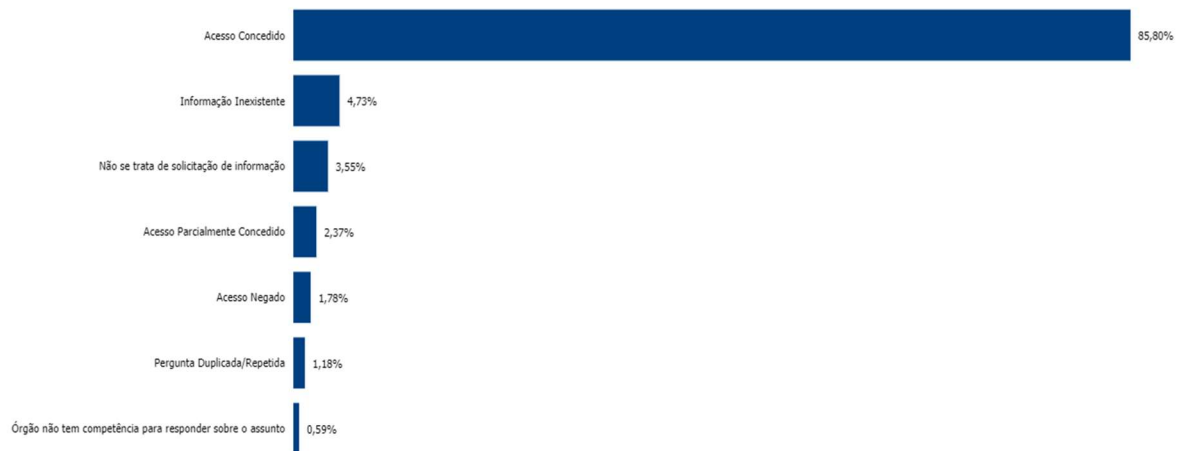 Acesso Concedido 85,80%
Informação Inexistente 4,73%
Não se trata de solicitação de informação 3,55%
Acesso Parcialmente Concedido 2,37%
Acesso Negado 1,78%
Pergunta Duplicada/Repetida 1,18%
Órgão não tem competência para responder sobre o assunto 0,59%